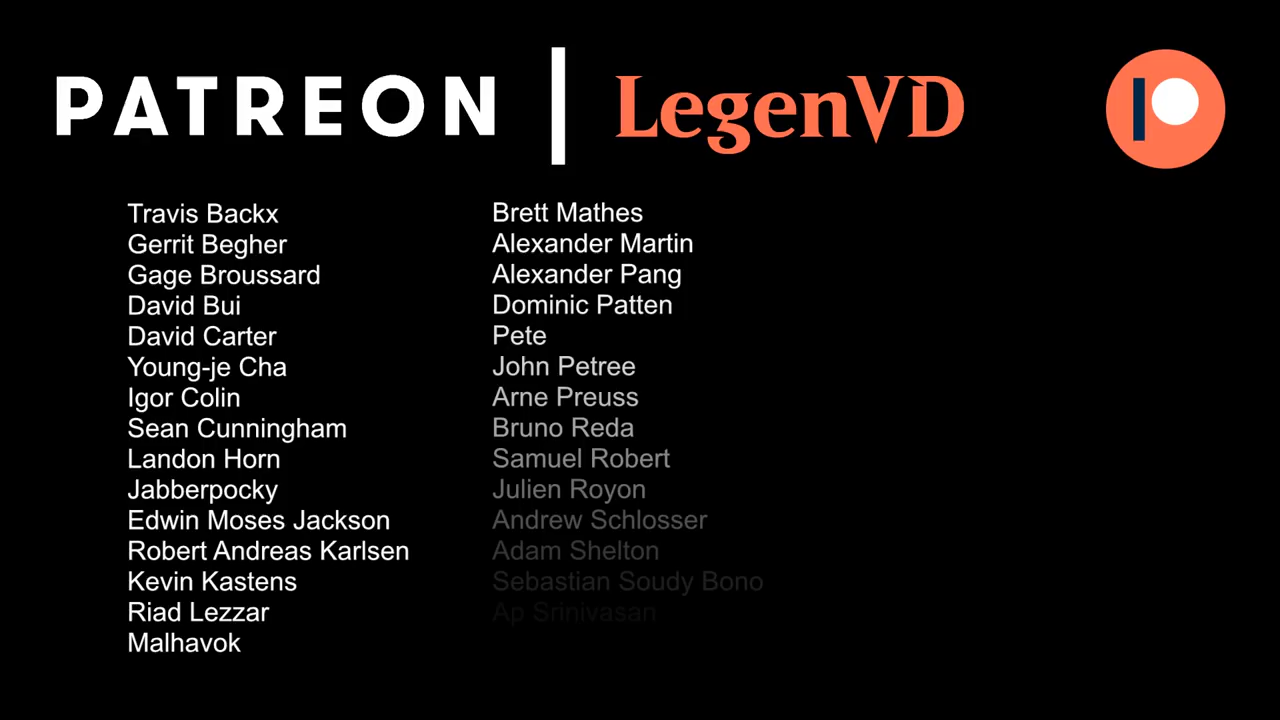 PATREON | LegenVD
Travis Backx
Gerrit Begher
Gage Broussard
David Bui
David Carter
Young-je Cha
Igor Colin
Sean Cunningham
Landon Horn
Jabberpocky
Edwin Moses Jackson
Robert Andreas Karlsen
Kevin Kastens
Riad Lezzar
Malhavok
Brett Mathes
Alexander Martin
Alexander Pang
Dominic Patten
Pete
John Petree
Arne Preuss
Bruno Reda
Samuel Robert
Julien Royon
Andrew Schlosser
Adam Shelton
Sebastian Soudy Bono
Ap Srinivasan